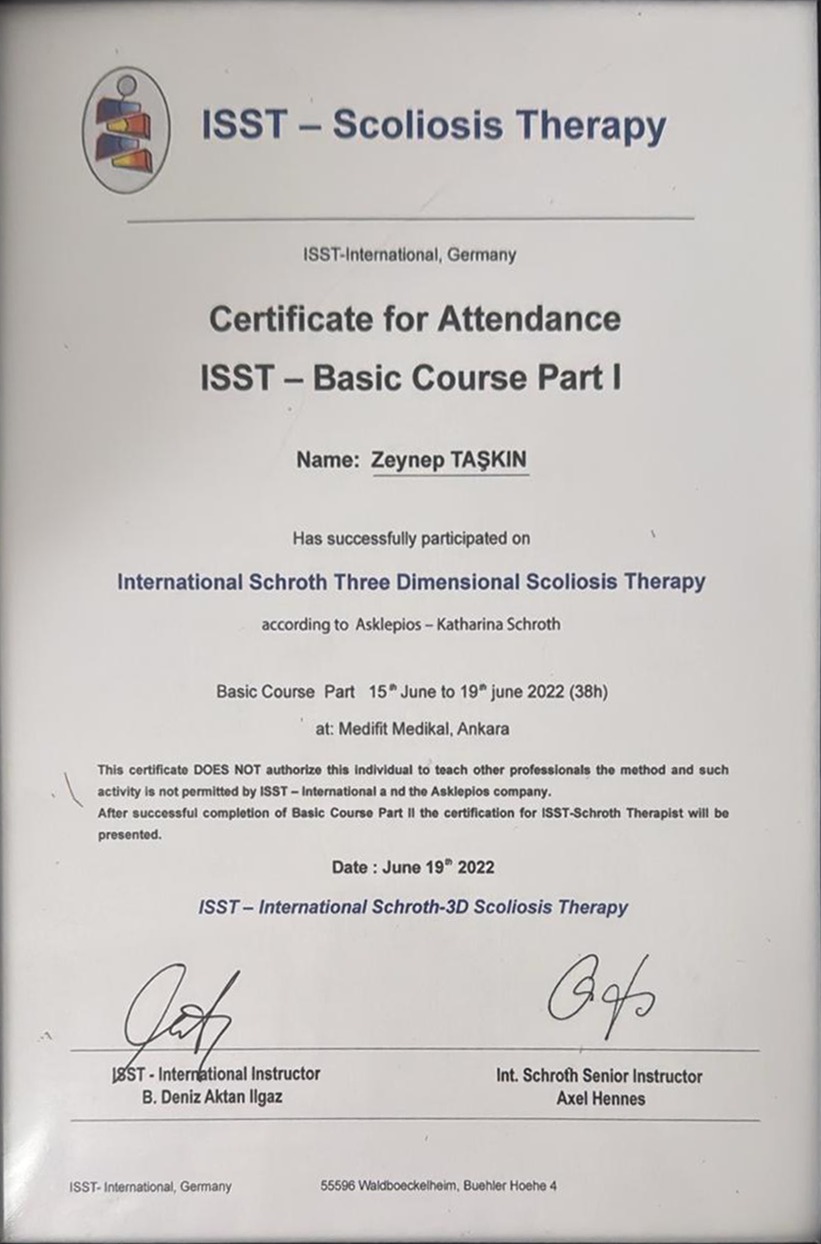 ISST – Scoliosis Therapy
ISST-International, Germany
Certificate for Attendance
ISST – Basic Course Part I
Name: Zeynep TAŞKIN
Has successfully participated on
International Schroth Three Dimensional Scoliosis Therapy
according to Asklepios – Katharina Schroth
Basic Course Part 15th June to 19th june 2022 (38h)
at: Medifit Medikal, Ankara
This certificate DOES NOT authorize this individual to teach other professionals the method and such
activity is not permitted by ISST – International a nd the Asklepios company.
After successful completion of Basic Course Part II the certification for ISST-Schroth Therapist will be
presented.
Date : June 19th 2022
ISST – International Schroth-3D Scoliosis Therapy
ISST - International Instructor
B. Deniz Aktan Ilgaz
Int. Schroth Senior Instructor
Axel Hennes
ISST- International, Germany
55596 Waldboeckelheim, Buehler Hoehe 4